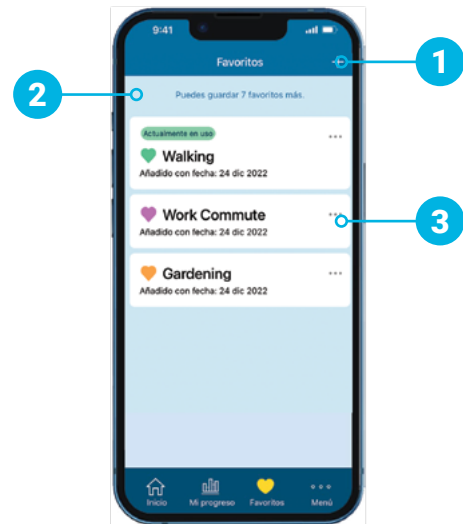 9:41
Favoritos
1
2
Puedes guardar 7 favoritos más.
Actualmente en uso
Walking
Añadido con fecha: 24 dic 2022
Work Commute
3
Añadido con fecha: 24 dic 2022
Gardening
Añadido con fecha: 24 dic 2022
Inicio Mi progreso Favoritos Menú